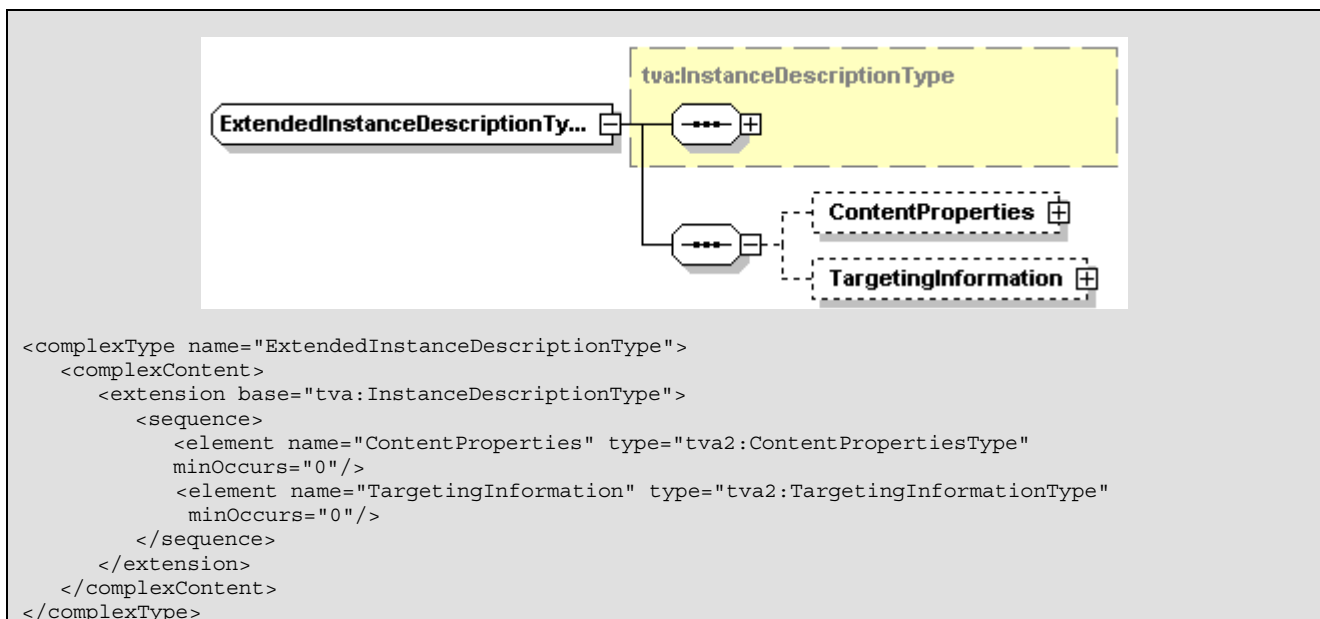 tva:InstanceDescriptionType
ExtendedInstanceDescriptionTy...
ContentProperties
TargetingInformation
<complexType name="ExtendedInstanceDescriptionType">
   <complexContent>
      <extension base="tva:InstanceDescriptionType">
         <sequence>
            <element name="ContentProperties" type="tva2:ContentPropertiesType"
            minOccurs="0"/>
            <element name="TargetingInformation" type="tva2:TargetingInformationType"
             minOccurs="0"/>
         </sequence>
      </extension>
   </complexContent>
</complexType>